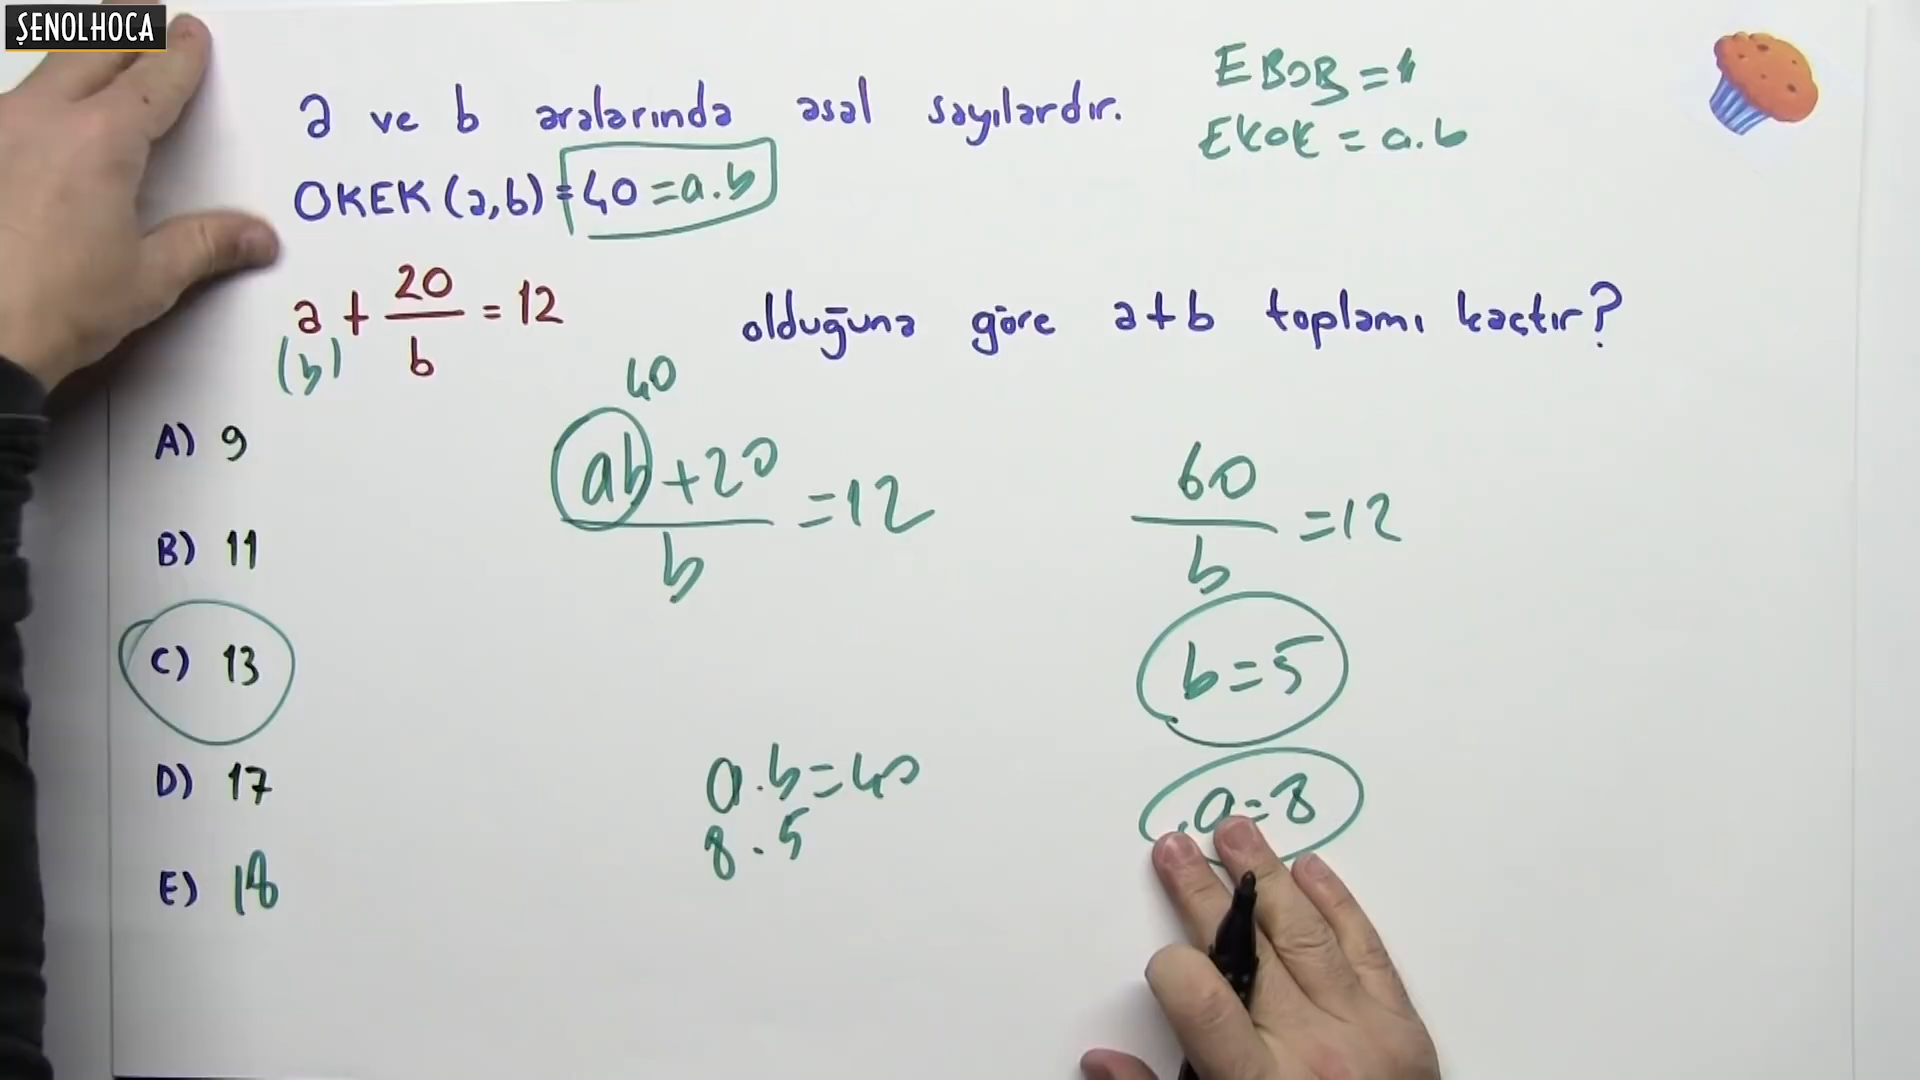 ŞENOLHOCA
a ve b aralarında asal sayılardır.
EBOB = 1
EKOK = a.b
OKEK (a,b) = 40 = a.b
a + 20/b = 12 olduğuna göre a+b toplamı kaçtır?
(b)
40
ab + 20 / b = 12
60 / b = 12
A) 9
B) 11
C) 13
D) 17
E) 18
b = 5
a.b = 40
8 . 5
a = 8